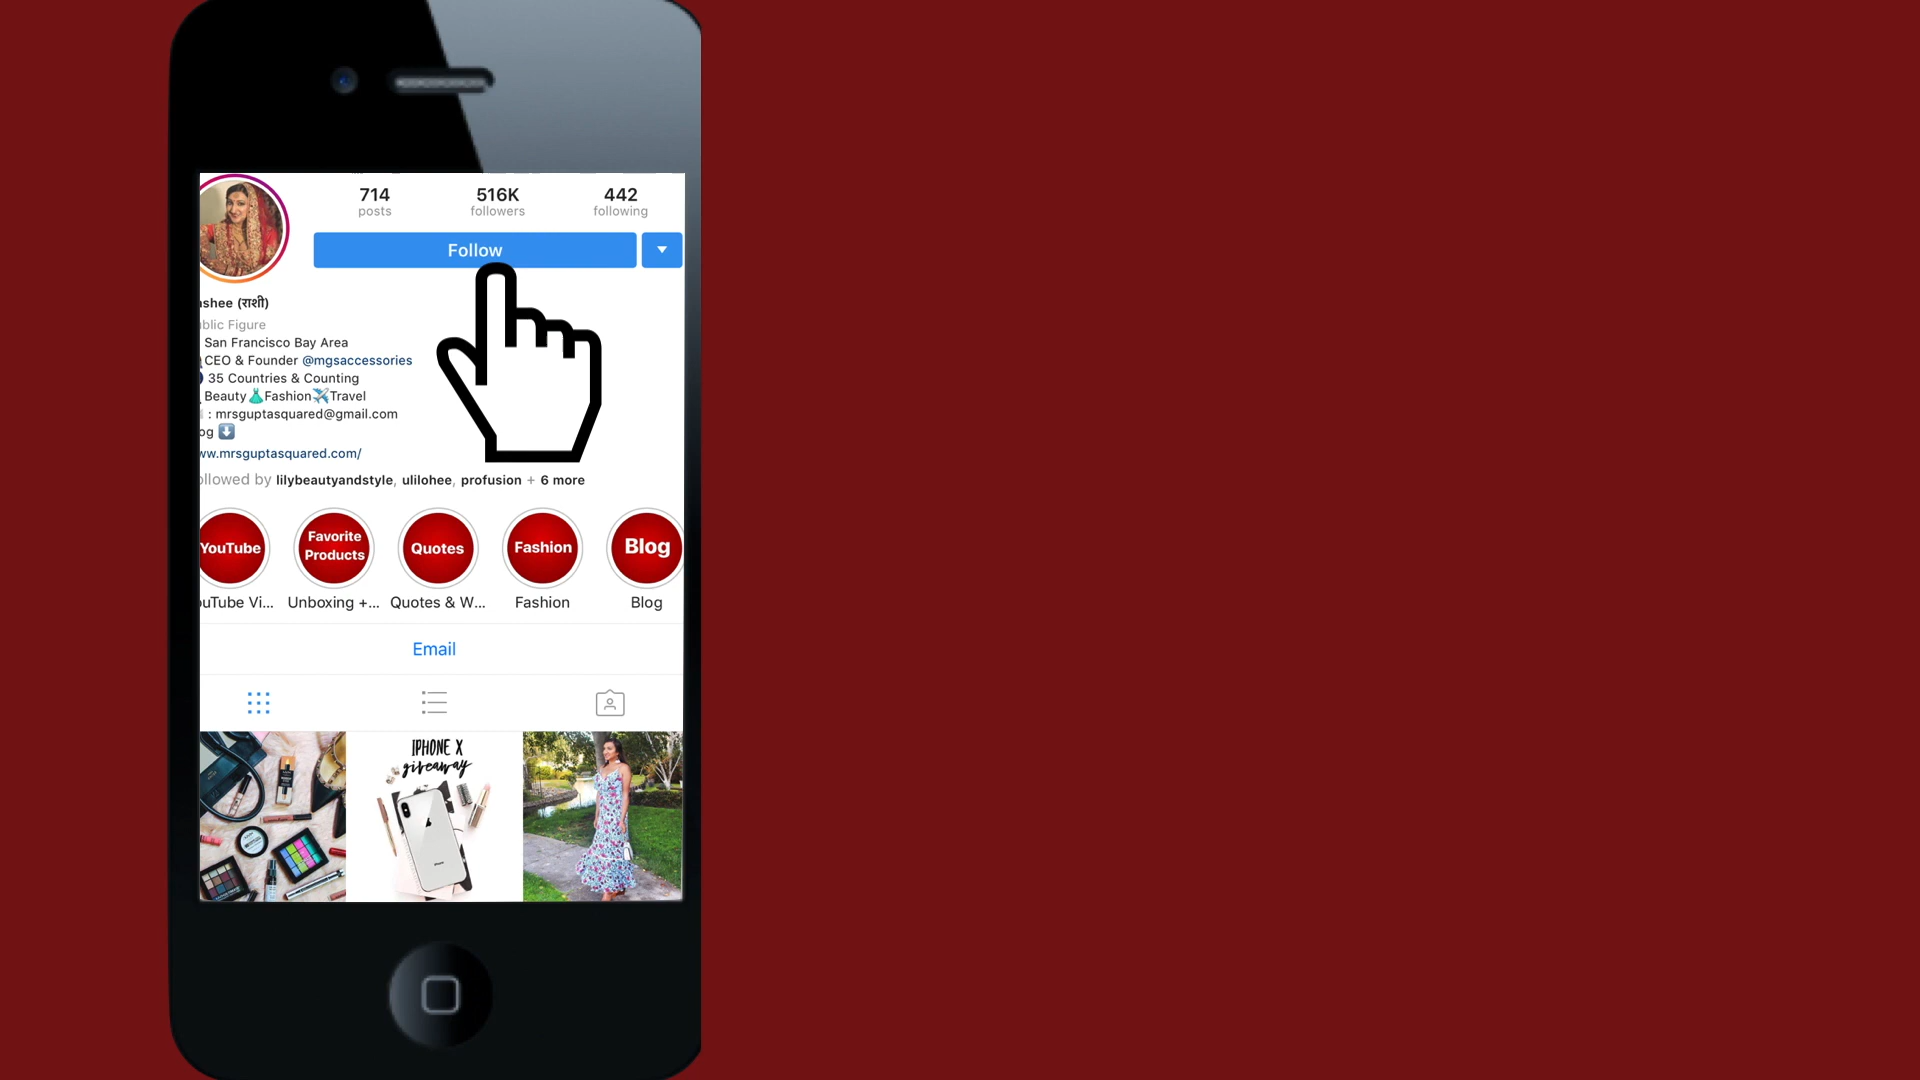 714 516K 442
posts followers following
Follow
shee (राशी)
blic Figure
San Francisco Bay Area
CEO & Founder @mgsaccessories
35 Countries & Counting
Beauty Fashion Travel
: mrsguptasquared@gmail.com
og
ww.mrsguptasquared.com/
ollowed by lilybeautyandstyle, ulilohee, profusion + 6 more
YouTube Favorite Products Quotes Fashion Blog
uTube Vi... Unboxing +... Quotes & W... Fashion Blog
Email
IPHONE X
giveaway